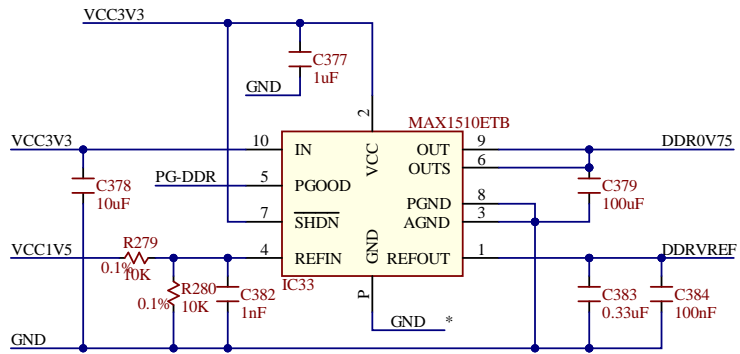 VCC3V3
C377
1uF
GND
2
MAX1510ETB
VCC3V3
10
IN
VCC
OUT
9
DDR0V75
OUTS
6
C378
10uF
PG-DDR
5
PGOOD
C379
100uF
PGND
8
7
SHDN
AGND
3
VCC1V5
R279
0.1%
10K
4
REFIN
GND
REFOUT
1
DDRVREF
R280
0.1%
10K
C382
1nF
IC33
P
C383
0.33uF
C384
100nF
GND *
GND